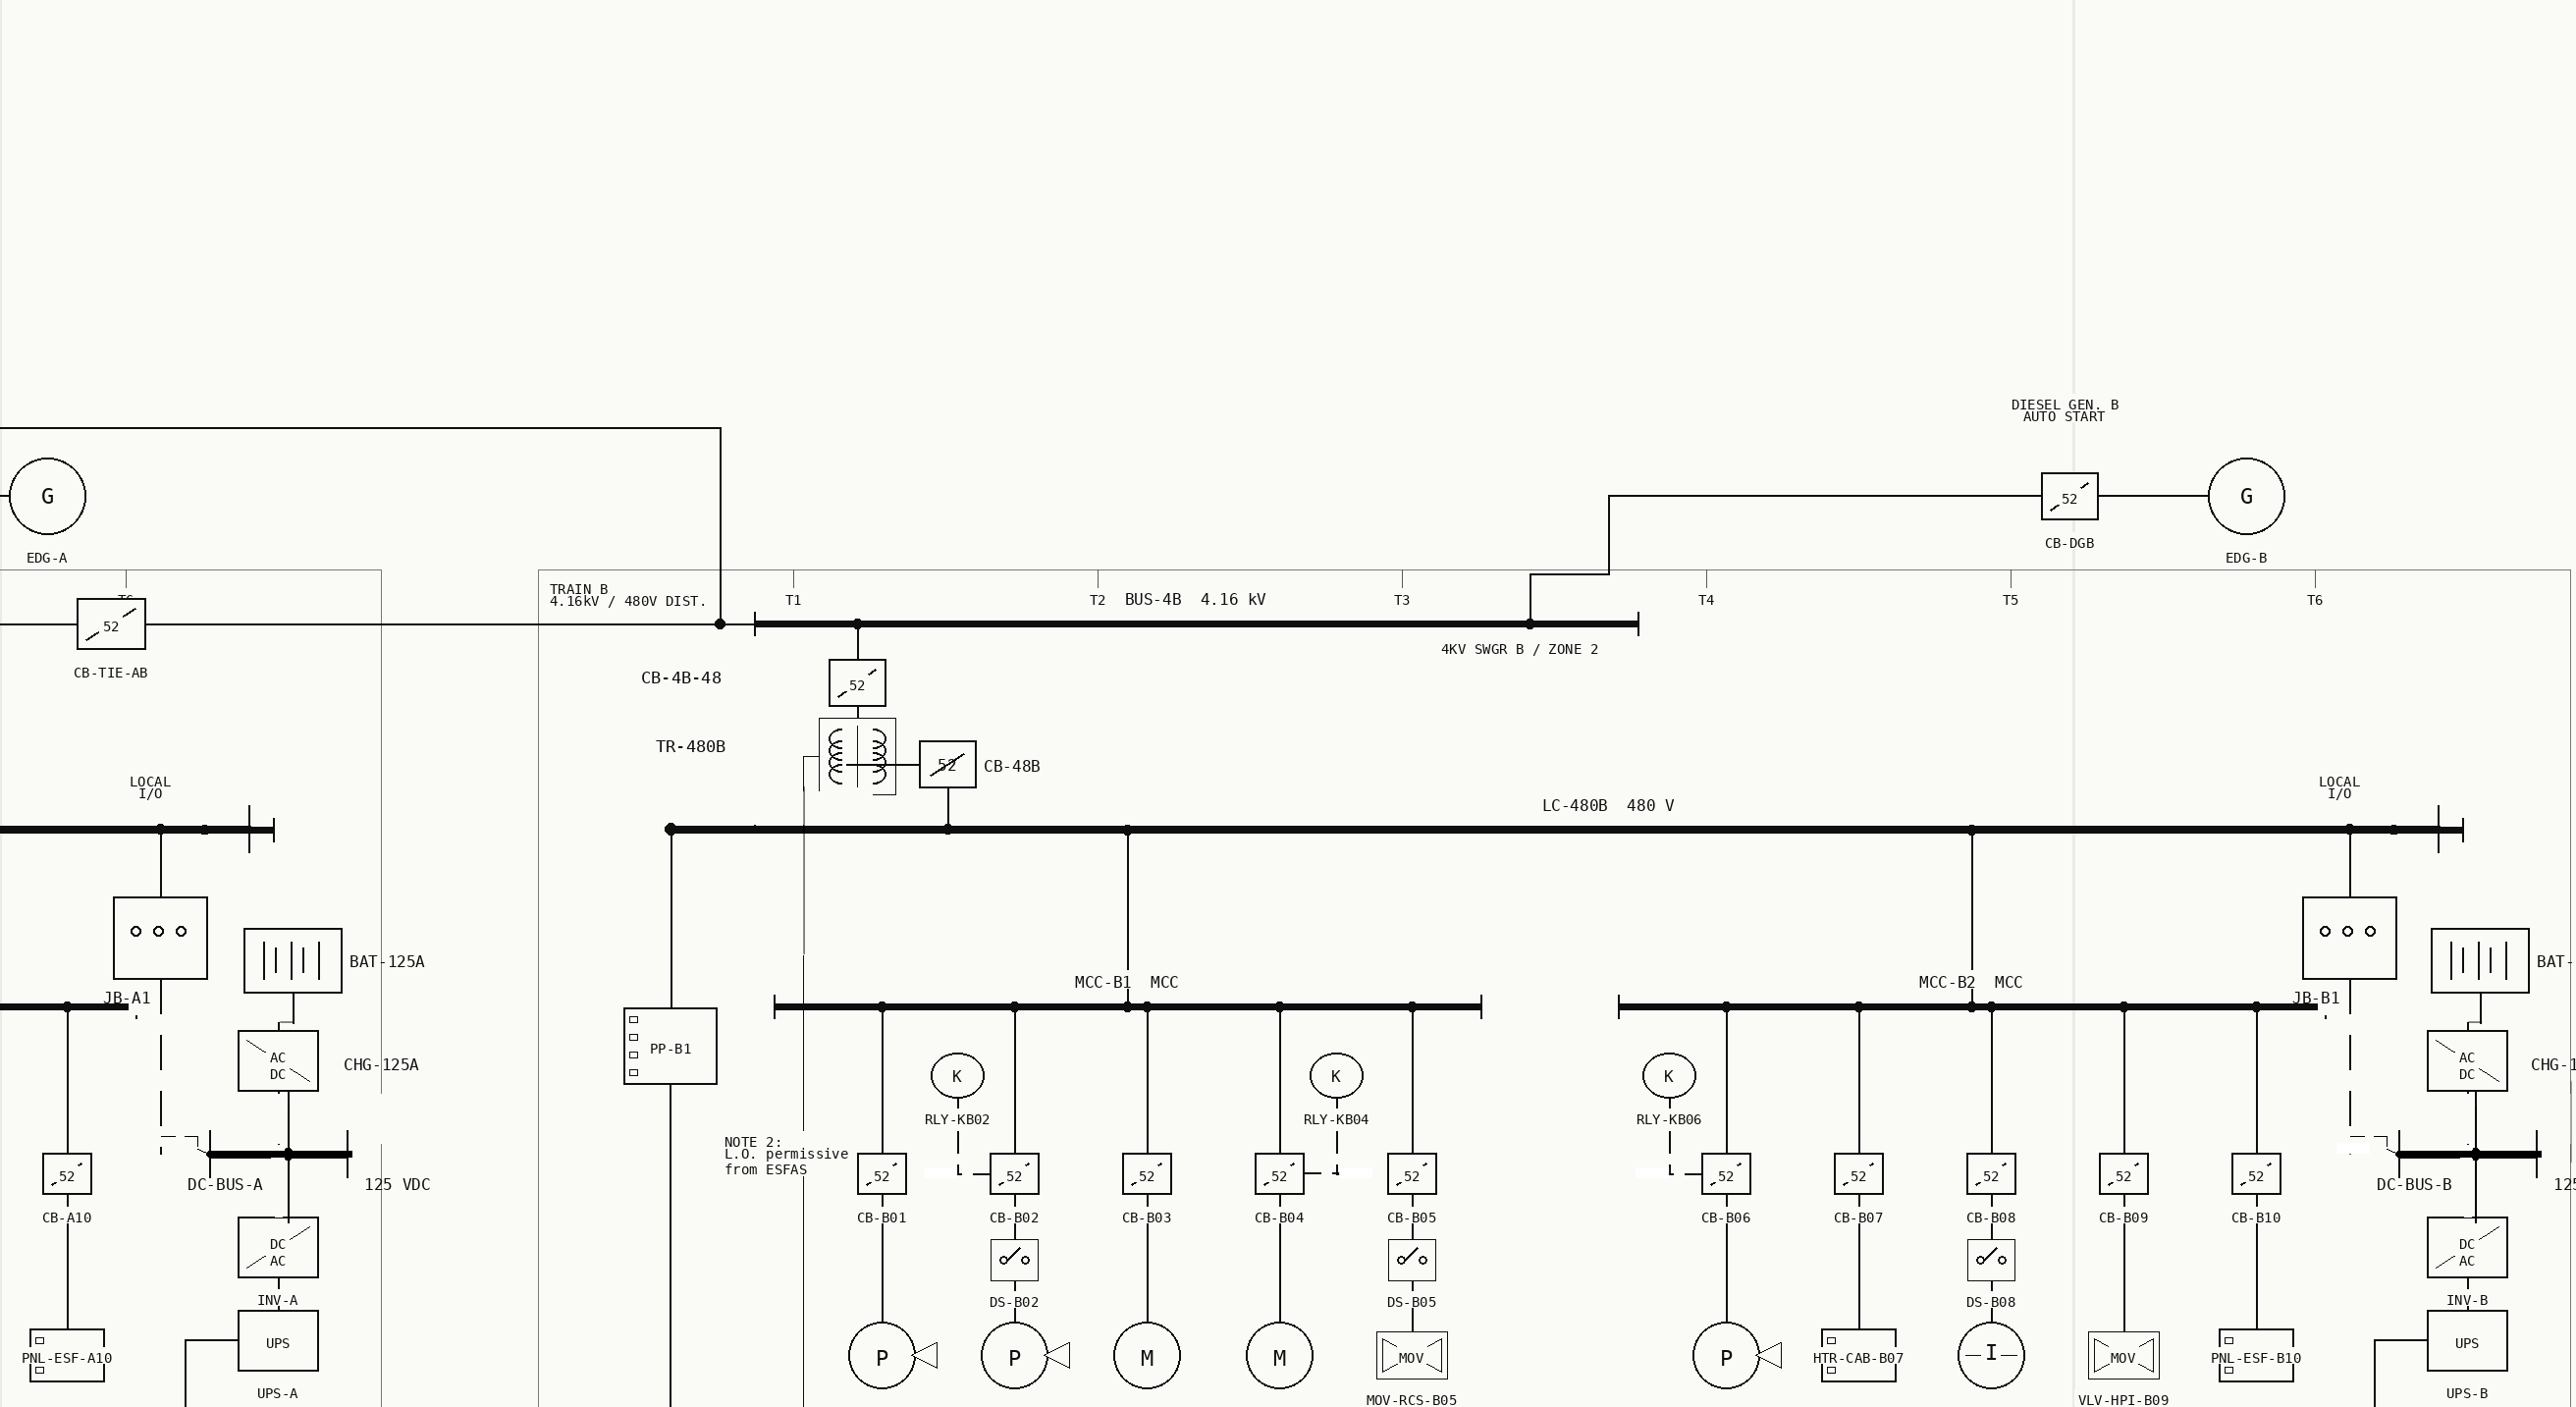 DIESEL GEN. B
AUTO START
G
52
G
EDG-A
CB-DGB
EDG-B
TRAIN B
4.16kV / 480V DIST.
T1
T2
BUS-4B  4.16 kV
T3
T4
T5
T6
52
CB-TIE-AB
4KV SWGR B / ZONE 2
CB-4B-48
52
TR-480B
52
CB-48B
LOCAL
I/O
LC-480B  480 V
LOCAL
I/O
BAT-125A
BAT-
JB-A1
MCC-B1  MCC
MCC-B2  MCC
JB-B1
AC
DC
CHG-125A
PP-B1
K
K
K
AC
DC
CHG-1
RLY-KB02
RLY-KB04
RLY-KB06
NOTE 2:
L.O. permissive
from ESFAS
52
52
52
52
52
52
52
52
52
52
52
DC-BUS-A
125 VDC
DC-BUS-B
125
CB-A10
CB-B01
CB-B02
CB-B03
CB-B04
CB-B05
CB-B06
CB-B07
CB-B08
CB-B09
CB-B10
DC
AC
DC
AC
INV-A
DS-B02
DS-B05
DS-B08
INV-B
UPS
UPS
PNL-ESF-A10
P
P
M
M
MOV
P
HTR-CAB-B07
I
MOV
PNL-ESF-B10
UPS-A
MOV-RCS-B05
VLV-HPI-B09
UPS-B